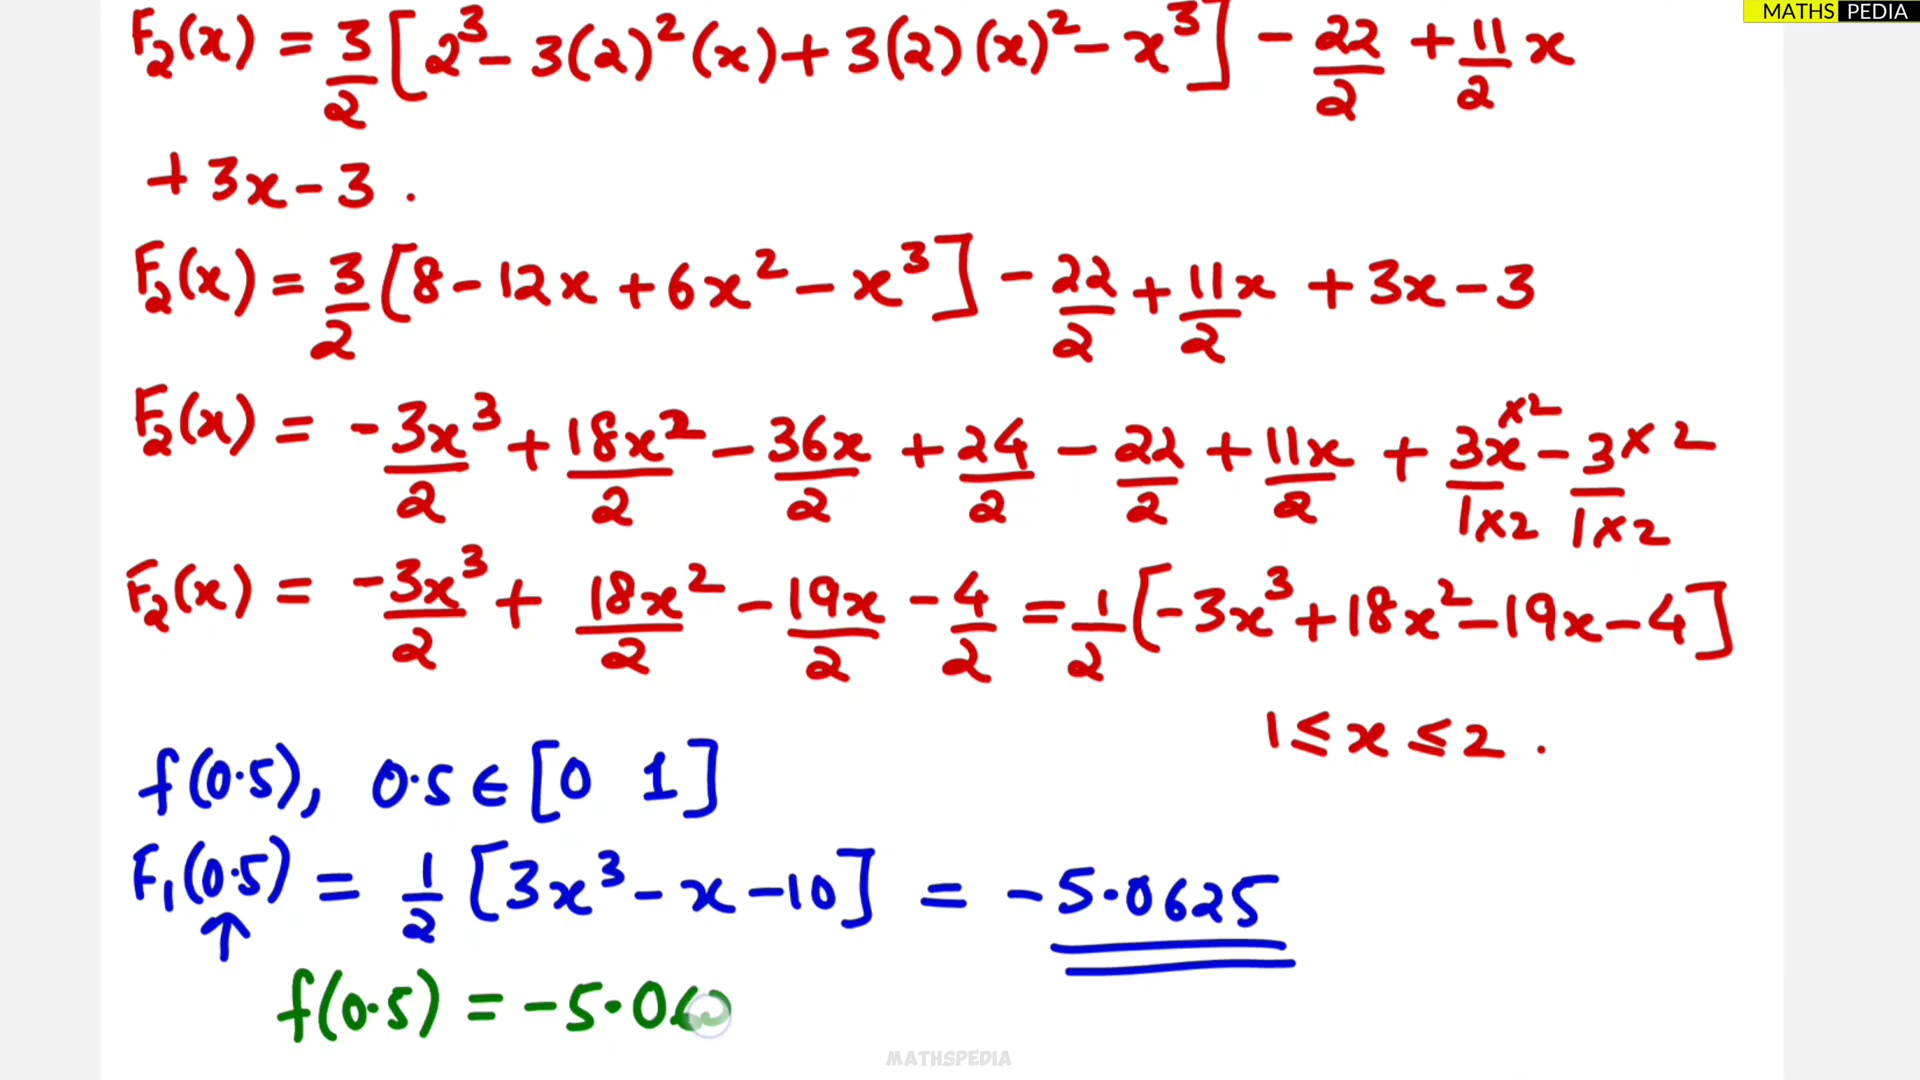 MATHS PEDIA
F₂(x) = 3/2 [2³ - 3(2)²(x) + 3(2)(x)² - x³] - 22/2 + 11/2 x
+ 3x - 3 .
F₂(x) = 3/2 [8 - 12x + 6x² - x³] - 22/2 + 11x/2 + 3x - 3
F₂(x) = -3x³/2 + 18x²/2 - 36x/2 + 24/2 - 22/2 + 11x/2 + 3x×2/1×2 - 3×2/1×2
F₂(x) = -3x³/2 + 18x²/2 - 19x/2 - 4/2 = 1/2 [-3x³ + 18x² - 19x - 4]
1 ≤ x ≤ 2 .
f(0.5), 0.5 ∈ [0 1]
F₁(0.5) = 1/2 [3x³ - x - 10] = -5.0625
↑
f(0.5) = -5.06
MATHSPEDIA